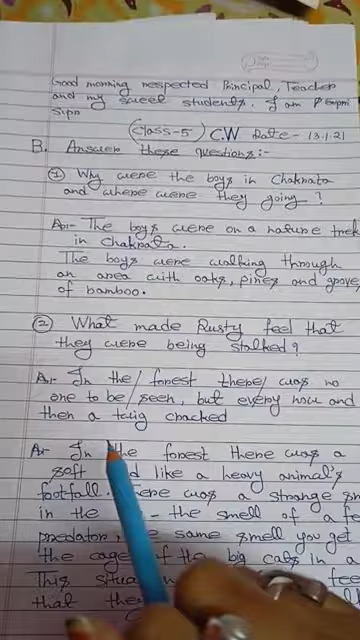 Good morning respected Principal, Teacher
and my sweet students. I am
(Class-5) C.W Date - 13.1.21
B. Answer these questions:-
① Why were the boys in Chakrata
and where were they going?
An:- The boys were on a nature trek
in Chakrata.
The boys were walking through
an area with oaks, pines and grove
of bamboo.
② What made Rusty feel that
they were being stalked?
A:- In the/forest there/was no
one to be/seen, but every now and
then a twig cracked
A:- In the forest there was a
soft like a heavy animal's
footfall. There was a strange
in the - the smell of a
predator, same smell you get
the cage of the big cats in a
This
that they